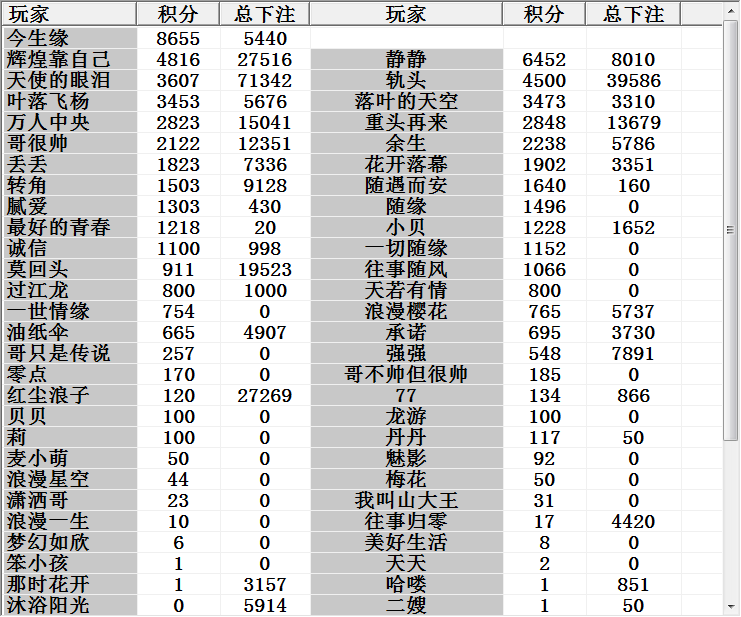 玩家 积分 总下注 玩家 积分 总下注
今生缘 8655 5440
辉煌靠自己 4816 27516 静静 6452 8010
天使的眼泪 3607 71342 轨头 4500 39586
叶落飞杨 3453 5676 落叶的天空 3473 3310
万人中央 2823 15041 重头再来 2848 13679
哥很帅 2122 12351 余生 2238 5786
丢丢 1823 7336 花开落幕 1902 3351
转角 1503 9128 随遇而安 1640 160
腻爱 1303 430 随缘 1496 0
最好的青春 1218 20 小贝 1228 1652
诚信 1100 998 一切随缘 1152 0
莫回头 911 19523 往事随风 1066 0
过江龙 800 1000 天若有情 800 0
一世情缘 754 0 浪漫樱花 765 5737
油纸伞 665 4907 承诺 695 3730
哥只是传说 257 0 强强 548 7891
零点 170 0 哥不帅但很帅 185 0
红尘浪子 120 27269 77 134 866
贝贝 100 0 龙游 100 0
莉 100 0 丹丹 117 50
麦小萌 50 0 魅影 92 0
浪漫星空 44 0 梅花 50 0
潇洒哥 23 0 我叫山大王 31 0
浪漫一生 10 0 往事归零 17 4420
梦幻如欣 6 0 美好生活 8 0
笨小孩 1 0 天天 2 0
那时花开 1 3157 哈喽 1 851
沐浴阳光 0 5914 二嫂 1 50